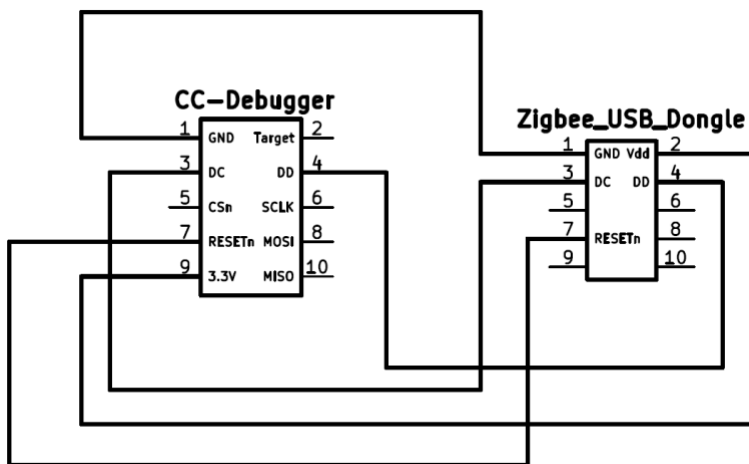 CC-Debugger
1 GND Target 2
3 DC DD 4
5 CSn SCLK 6
7 RESETn MOSI 8
9 3.3V MISO 10
Zigbee_USB_Dongle
1 GND Vdd 2
3 DC DD 4
5 6
7 RESETn 8
9 10